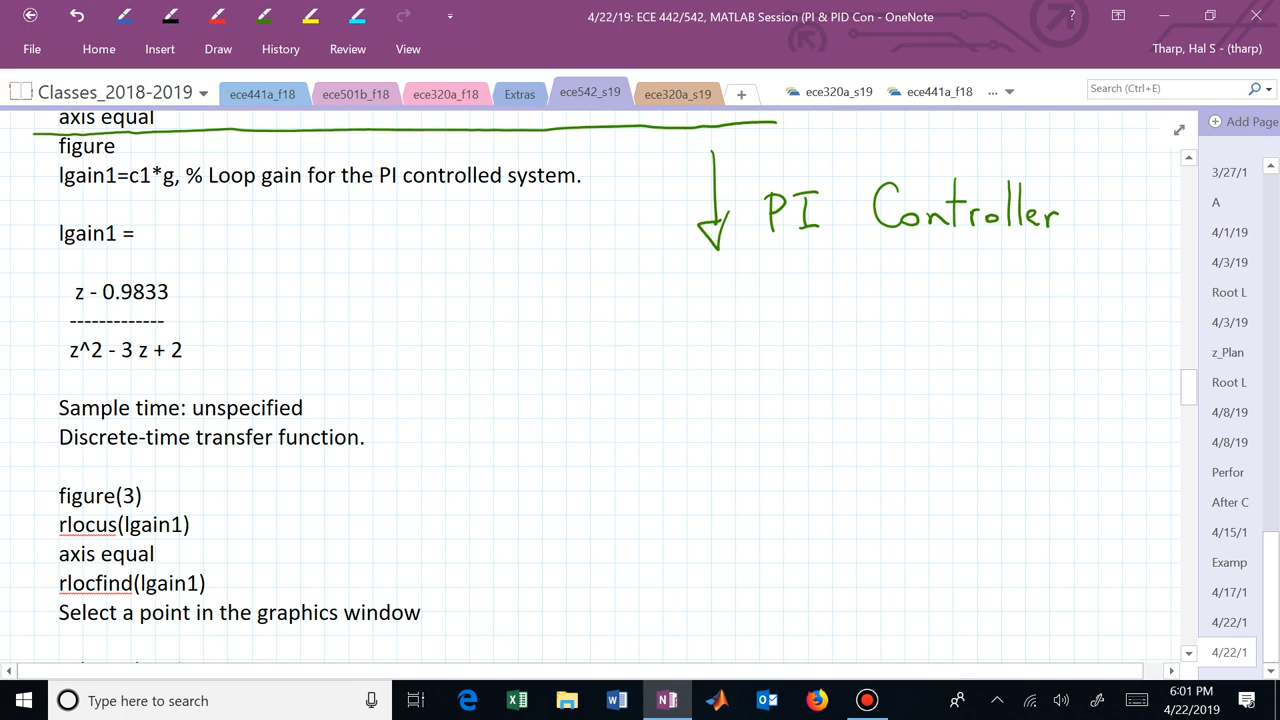 4/22/19: ECE 442/542, MATLAB Session (PI & PID Con - OneNote
?
File Home Insert Draw History Review View
Tharp, Hal S - (tharp)
Classes_2018-2019
ece441a_f18 ece501b_f18 ece320a_f18 Extras ece542_s19 ece320a_s19
ece320a_s19 ece441a_f18 ...
Search (Ctrl+E)
Add Page
axis equal
figure
lgain1=c1*g, % Loop gain for the PI controlled system.
PI Controller
lgain1 =
z - 0.9833
-------------
z^2 - 3 z + 2
Sample time: unspecified
Discrete-time transfer function.
figure(3)
rlocus(lgain1)
axis equal
rlocfind(lgain1)
Select a point in the graphics window
3/27/1
A
4/1/19
4/3/19
Root L
4/3/19
z_Plan
Root L
4/8/19
4/8/19
Perfor
After C
4/15/1
Examp
4/17/1
4/22/1
4/22/1
Type here to search
6:01 PM
4/22/2019